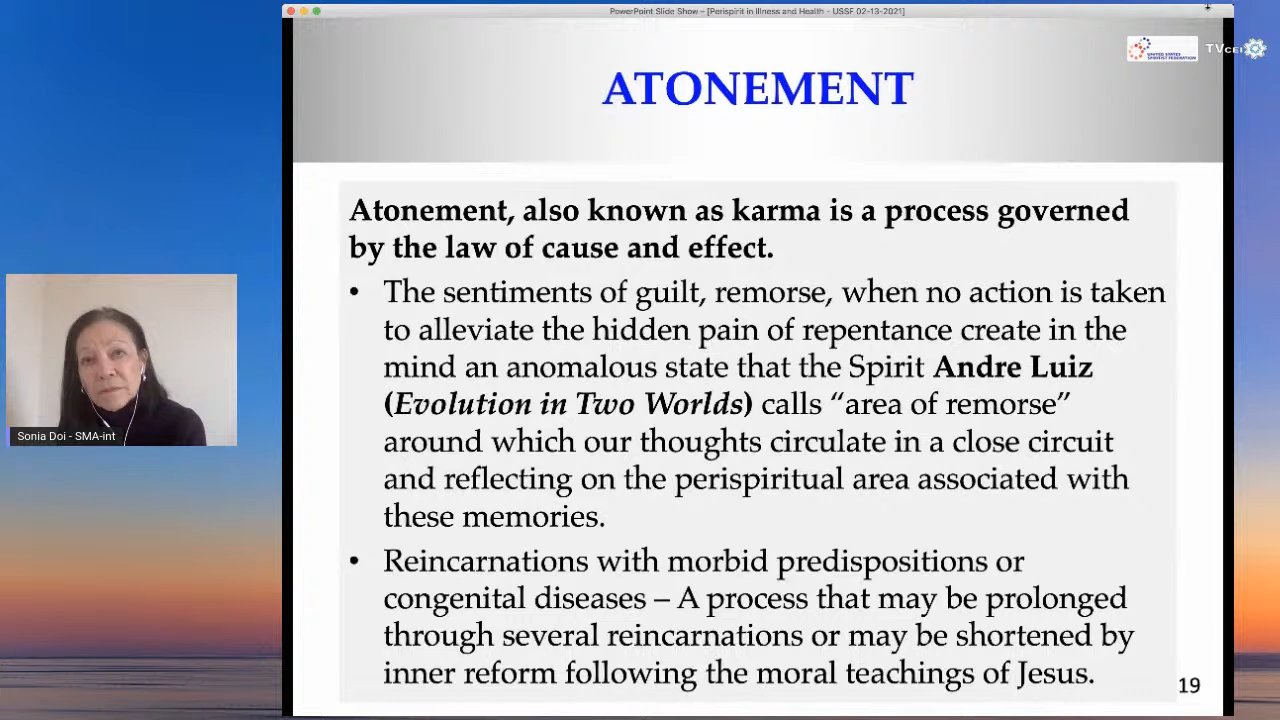 PowerPoint Slide Show – [Perispirit in Illness and Health – USSF 02-13-2021]
UNITED STATES
SPIRITIST FEDERATION
TVCEI
ATONEMENT
Atonement, also known as karma is a process governed
by the law of cause and effect.
• The sentiments of guilt, remorse, when no action is taken
to alleviate the hidden pain of repentance create in the
mind an anomalous state that the Spirit Andre Luiz
(Evolution in Two Worlds) calls “area of remorse”
around which our thoughts circulate in a close circuit
and reflecting on the perispiritual area associated with
these memories.
• Reincarnations with morbid predispositions or
congenital diseases – A process that may be prolonged
through several reincarnations or may be shortened by
inner reform following the moral teachings of Jesus.
19
Sonia Doi - SMA-int